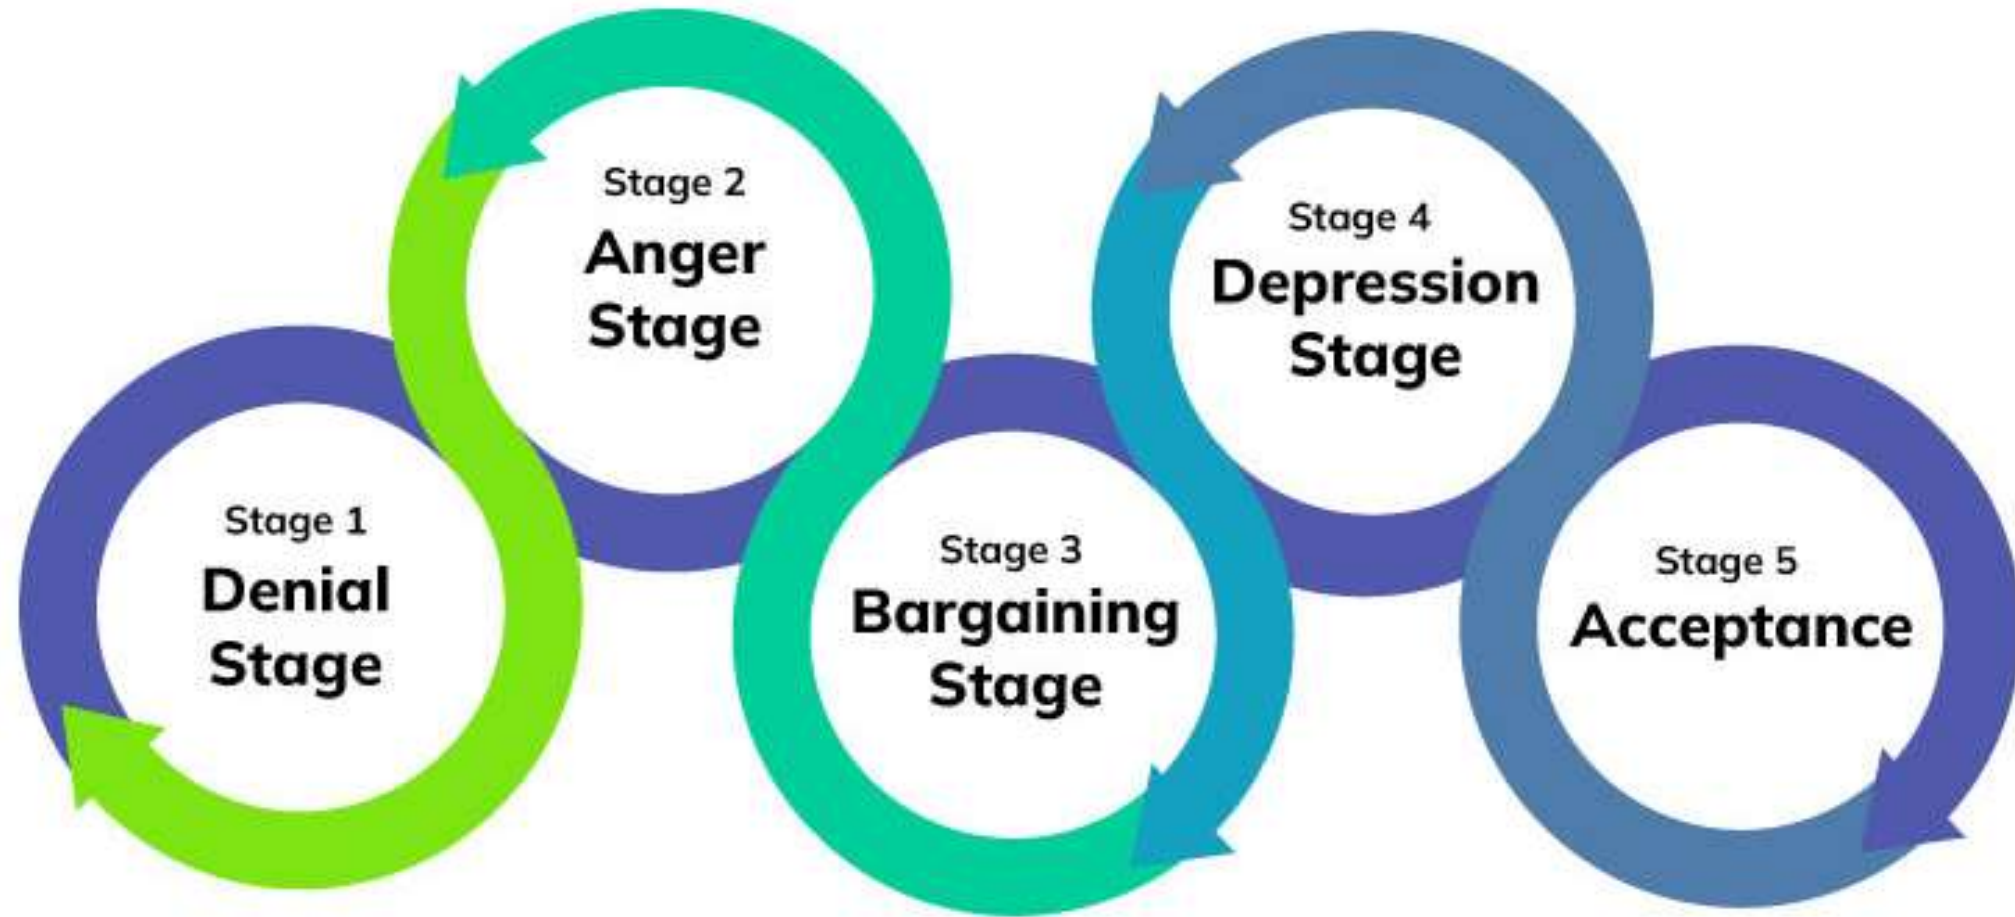 Stage 1
Denial
Stage
Stage 2
Anger
Stage
Stage 3
Bargaining
Stage
Stage 4
Depression
Stage
Stage 5
Acceptance